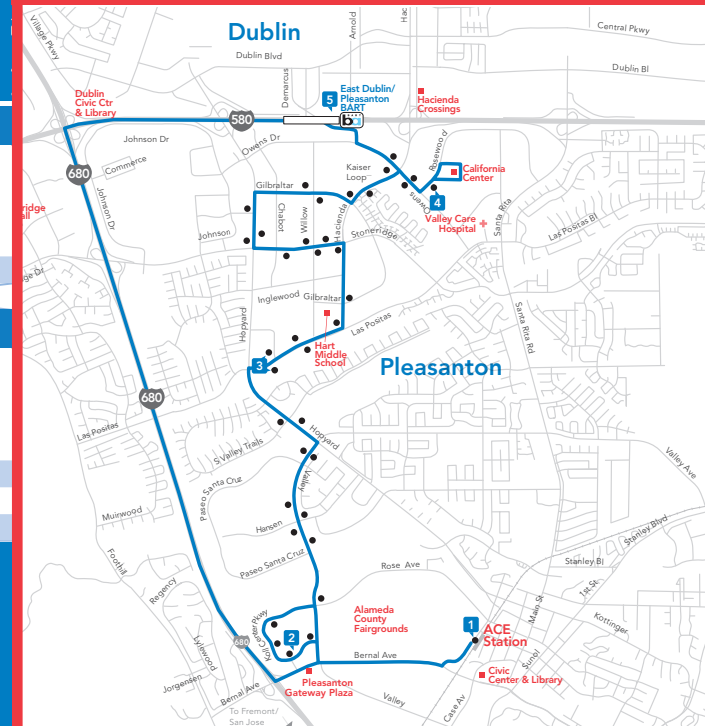 Dublin
Village Pkwy
Dublin Blvd
Arnold
Hac
Central Pkwy
Dublin Bl
Demarcus
Dublin
Civic Ctr
& Library
5
East Dublin/
Pleasanton
BART
Hacienda
Crossings
580
b
Johnson Dr
Owens Dr
Commerce
680
Kaiser
Loop
Rosewood
California
Center
Gilbraltar
Owens
4
Johnson Dr
Chabot
Willow
Hacienda
Valley Care
Hospital
Santa Rita
Las Positas Bl
ridge
all
Johnson
Stoneridge
ge Dr
Inglewood
Gilbraltar
Hopyard
Las Positas
Santa Rita Rd
Hart
Middle
School
3
Pleasanton
680
Las Positas
Hopyard
S Valley Trails
Valley
Valley Ave
Paseo Santa Cruz
Muirwood
Hansen
Stanley Blvd
Foothill
Paseo Santa Cruz
Rose Ave
Stanley Bl
Regency
1st St
Main St
Kottinger
Koll Center Pkwy
Alameda
County
Fairgrounds
1
ACE
Station
2
680
Lylewood
Bernal Ave
Sunol
Civic
Center & Library
Jorgensen
Bernal Ave
Pleasanton
Gateway Plaza
Valley
Case Av
To Fremont/
San Jose